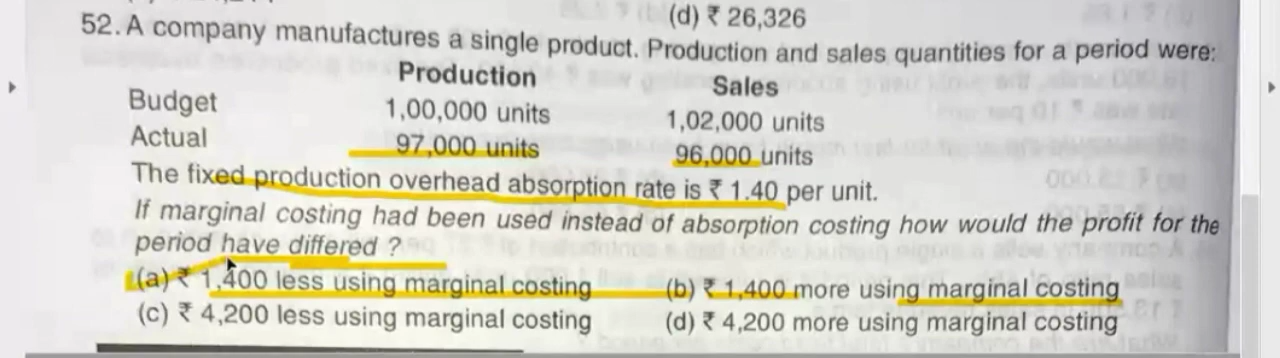 (d) ₹ 26,326
52. A company manufactures a single product. Production and sales quantities for a period were:
Production Sales
Budget 1,00,000 units 1,02,000 units
Actual 97,000 units 96,000 units
The fixed production overhead absorption rate is ₹ 1.40 per unit.
If marginal costing had been used instead of absorption costing how would the profit for the
period have differed ?
(a) ₹ 1,400 less using marginal costing (b) ₹ 1,400 more using marginal costing
(c) ₹ 4,200 less using marginal costing (d) ₹ 4,200 more using marginal costing